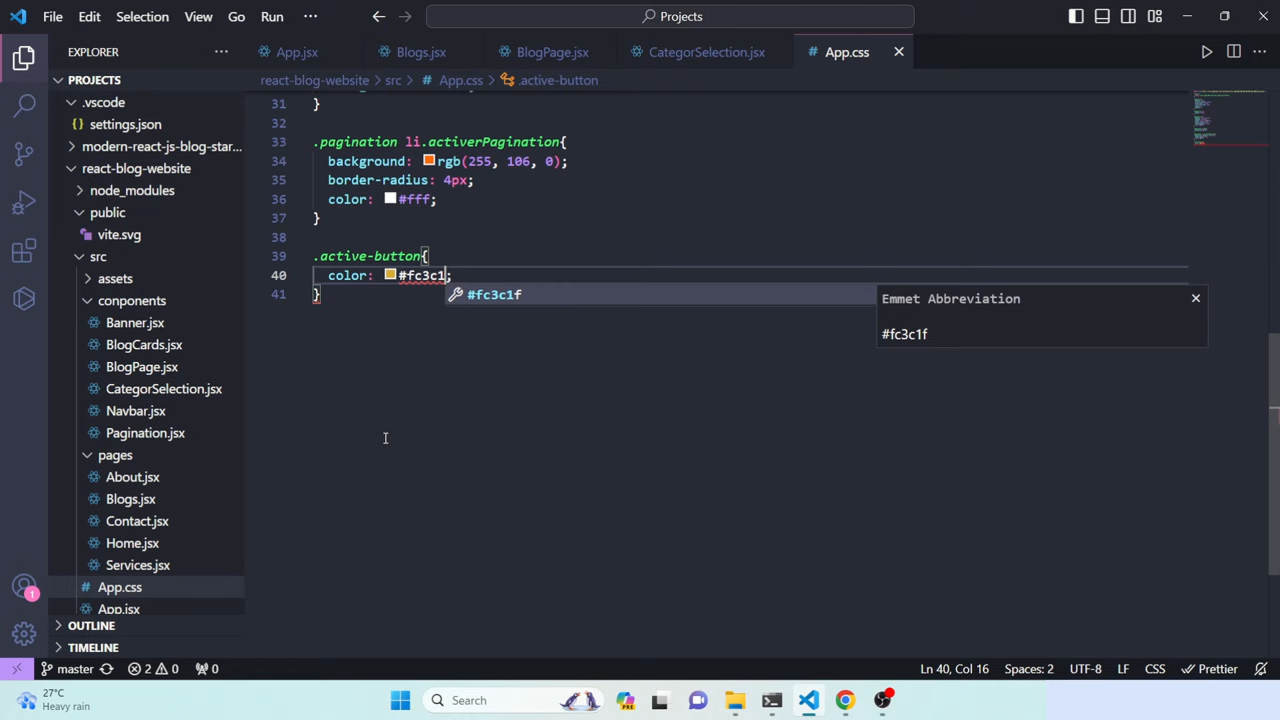 File Edit Selection View Go Run ··· Projects
EXPLORER ··· App.jsx Blogs.jsx BlogPage.jsx CategorSelection.jsx # App.css
PROJECTS
react-blog-website > src > # App.css > .active-button
.vscode
{} settings.json
modern-react-js-blog-star...
react-blog-website
node_modules
public
vite.svg
src
assets
conponents
Banner.jsx
BlogCards.jsx
BlogPage.jsx
CategorSelection.jsx
Navbar.jsx
Pagination.jsx
pages
About.jsx
Blogs.jsx
Contact.jsx
Home.jsx
Services.jsx
# App.css
App.jsx
OUTLINE
TIMELINE
31 }
32
33 .pagination li.activerPagination{
34 background: rgb(255, 106, 0);
35 border-radius: 4px;
36 color: #fff;
37 }
38
39 .active-button{
40 color: #fc3c1;
41 }
#fc3c1f
Emmet Abbreviation
#fc3c1f
1
master 2 0 0 Ln 40, Col 16 Spaces: 2 UTF-8 LF CSS Prettier
27°C
Heavy rain
Search
PRE